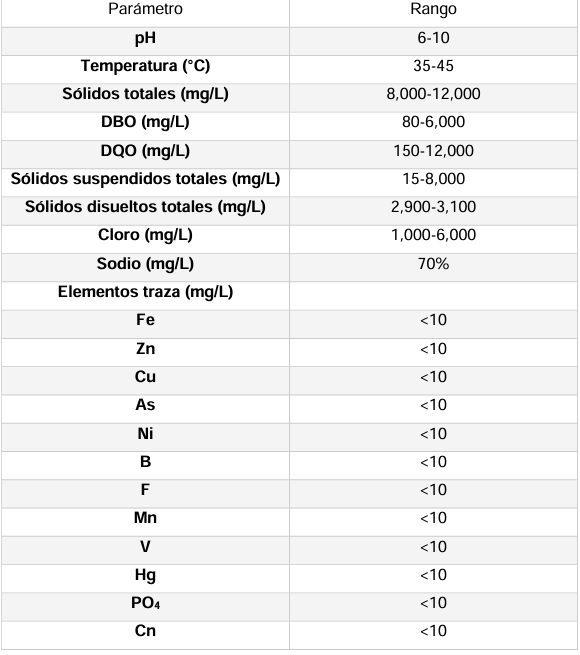 Parámetro Rango
pH 6-10
Temperatura (°C) 35-45
Sólidos totales (mg/L) 8,000-12,000
DBO (mg/L) 80-6,000
DQO (mg/L) 150-12,000
Sólidos suspendidos totales (mg/L) 15-8,000
Sólidos disueltos totales (mg/L) 2,900-3,100
Cloro (mg/L) 1,000-6,000
Sodio (mg/L) 70%
Elementos traza (mg/L)
Fe <10
Zn <10
Cu <10
As <10
Ni <10
B <10
F <10
Mn <10
V <10
Hg <10
PO₄ <10
Cn <10